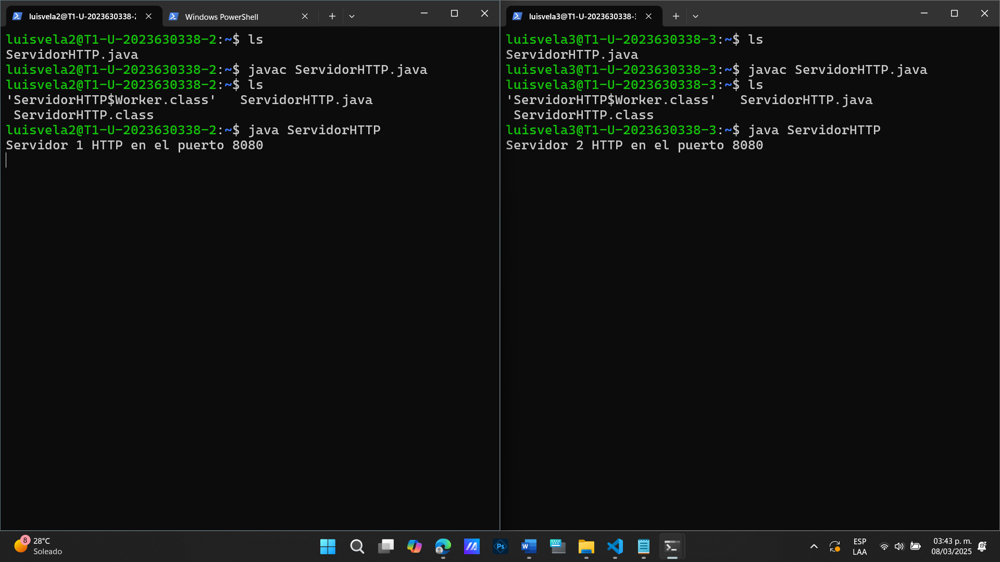 luisvela2@T1-U-2023630338-2
Windows PowerShell
luisvela2@T1-U-2023630338-2:~$ ls
ServidorHTTP.java
luisvela2@T1-U-2023630338-2:~$ javac ServidorHTTP.java
luisvela2@T1-U-2023630338-2:~$ ls
'ServidorHTTP$Worker.class'   ServidorHTTP.java
ServidorHTTP.class
luisvela2@T1-U-2023630338-2:~$ java ServidorHTTP
Servidor 1 HTTP en el puerto 8080
luisvela3@T1-U-2023630338-3
luisvela3@T1-U-2023630338-3:~$ ls
ServidorHTTP.java
luisvela3@T1-U-2023630338-3:~$ javac ServidorHTTP.java
luisvela3@T1-U-2023630338-3:~$ ls
'ServidorHTTP$Worker.class'   ServidorHTTP.java
ServidorHTTP.class
luisvela3@T1-U-2023630338-3:~$ java ServidorHTTP
Servidor 2 HTTP en el puerto 8080
8
28°C
Soleado
Ps
W
ESP
LAA
03:43 p. m.
08/03/2025